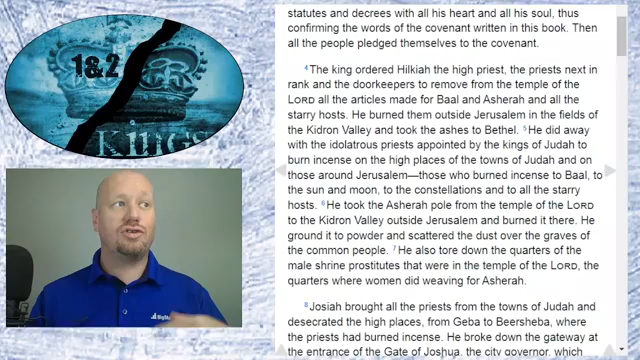 1&2
Kings
BigSt
statutes and decrees with all his heart and all his soul, thus
confirming the words of the covenant written in this book. Then
all the people pledged themselves to the covenant.
4The king ordered Hilkiah the high priest, the priests next in
rank and the doorkeepers to remove from the temple of the
LORD all the articles made for Baal and Asherah and all the
starry hosts. He burned them outside Jerusalem in the fields of
the Kidron Valley and took the ashes to Bethel. 5He did away
with the idolatrous priests appointed by the kings of Judah to
burn incense on the high places of the towns of Judah and on
those around Jerusalem—those who burned incense to Baal, to
the sun and moon, to the constellations and to all the starry
hosts. 6He took the Asherah pole from the temple of the LORD
to the Kidron Valley outside Jerusalem and burned it there. He
ground it to powder and scattered the dust over the graves of
the common people. 7He also tore down the quarters of the
male shrine prostitutes that were in the temple of the LORD, the
quarters where women did weaving for Asherah.
8Josiah brought all the priests from the towns of Judah and
desecrated the high places, from Geba to Beersheba, where
the priests had burned incense. He broke down the gateway at
the entrance of the Gate of Joshua, the city governor, which